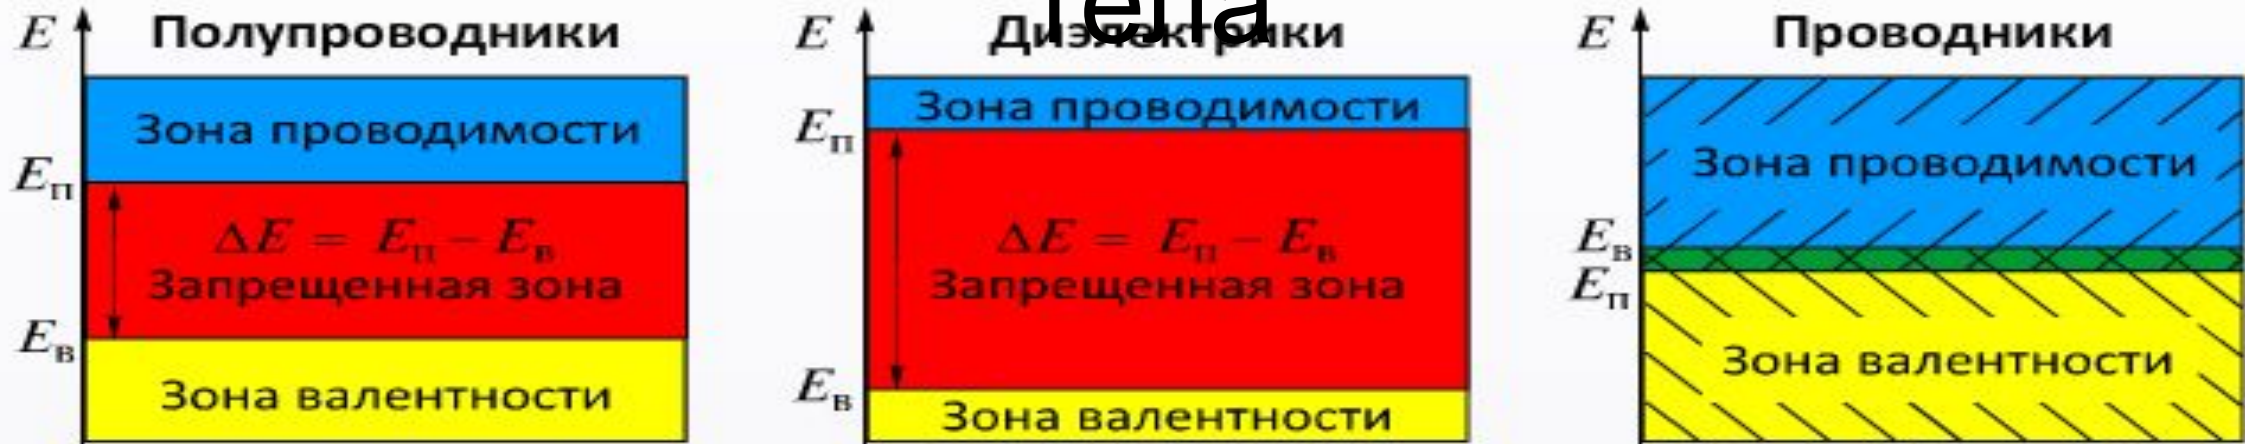 тела
E Полупроводники
Зона проводимости
Eп
ΔE = Eп − Eв
Запрещенная зона
Eв
Зона валентности
E Диэлектрики
Зона проводимости
Eп
ΔE = Eп − Eв
Запрещенная зона
Eв
Зона валентности
E Проводники
Зона проводимости
Eв
Eп
Зона валентности